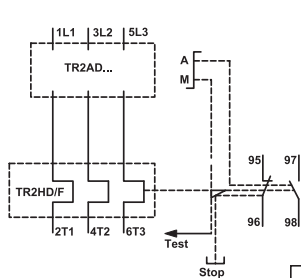 1L1 3L2 5L3
TR2AD...
A
M
TR2HD/F
95 97
2T1 4T2 6T3
96 98
Test
Stop